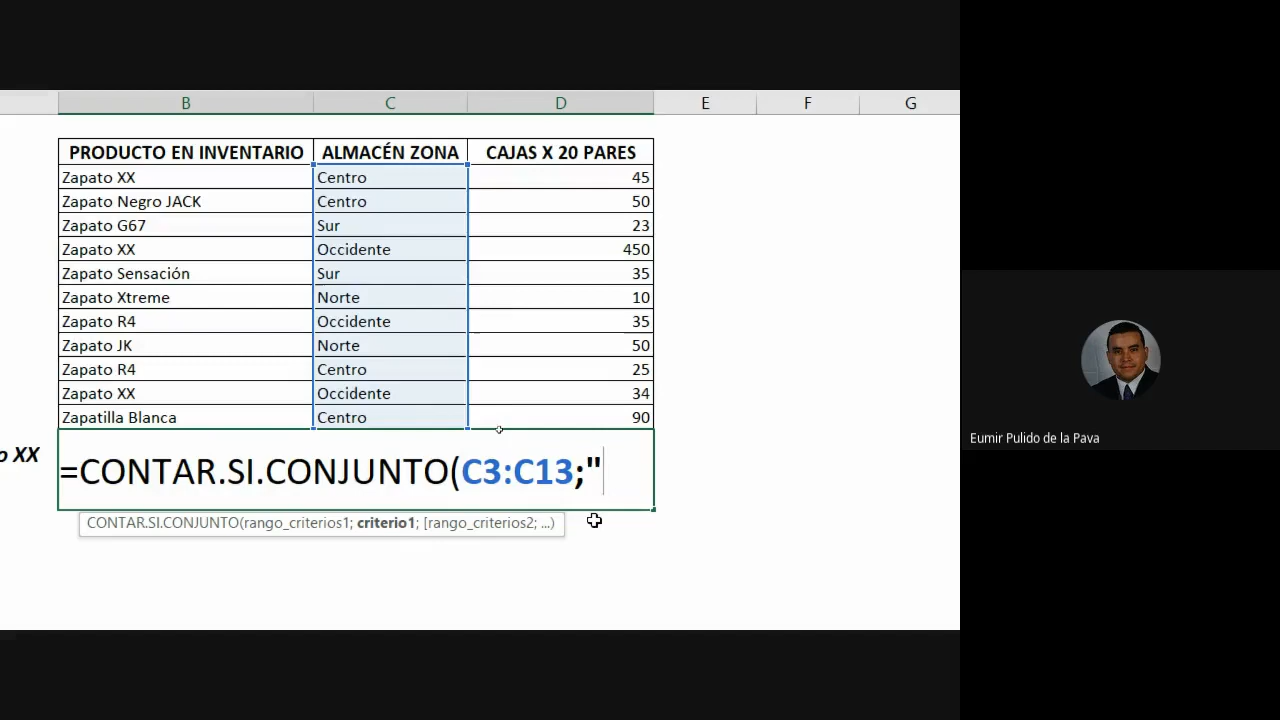 B C D E F G
PRODUCTO EN INVENTARIO ALMACÉN ZONA CAJAS X 20 PARES
Zapato XX Centro 45
Zapato Negro JACK Centro 50
Zapato G67 Sur 23
Zapato XX Occidente 450
Zapato Sensación Sur 35
Zapato Xtreme Norte 10
Zapato R4 Occidente 35
Zapato JK Norte 50
Zapato R4 Centro 25
Zapato XX Occidente 34
Zapatilla Blanca Centro 90
o XX =CONTAR.SI.CONJUNTO(C3:C13;"
CONTAR.SI.CONJUNTO(rango_criterios1; criterio1; [rango_criterios2; ...)
Eumir Pulido de la Pava